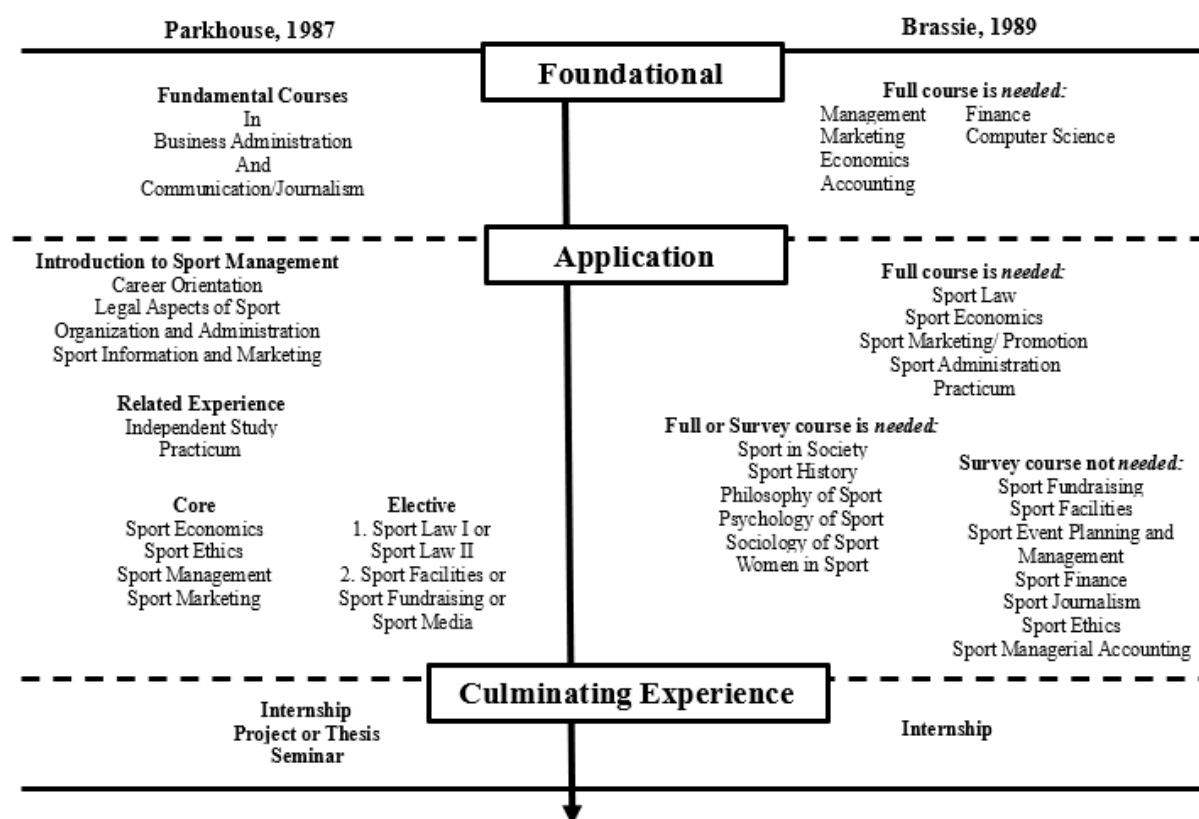 Parkhouse, 1987
Brassie, 1989
Foundational
Fundamental Courses
In
Business Administration
And
Communication/Journalism
Full course is needed:
Management
Marketing
Economics
Accounting
Finance
Computer Science
Application
Introduction to Sport Management
Career Orientation
Legal Aspects of Sport
Organization and Administration
Sport Information and Marketing
Related Experience
Independent Study
Practicum
Core
Sport Economics
Sport Ethics
Sport Management
Sport Marketing
Elective
1. Sport Law I or
Sport Law II
2. Sport Facilities or
Sport Fundraising or
Sport Media
Full course is needed:
Sport Law
Sport Economics
Sport Marketing/ Promotion
Sport Administration
Practicum
Full or Survey course is needed:
Sport in Society
Sport History
Philosophy of Sport
Psychology of Sport
Sociology of Sport
Women in Sport
Survey course not needed:
Sport Fundraising
Sport Facilities
Sport Event Planning and
Management
Sport Finance
Sport Journalism
Sport Ethics
Sport Managerial Accounting
Culminating Experience
Internship
Project or Thesis
Seminar
Internship